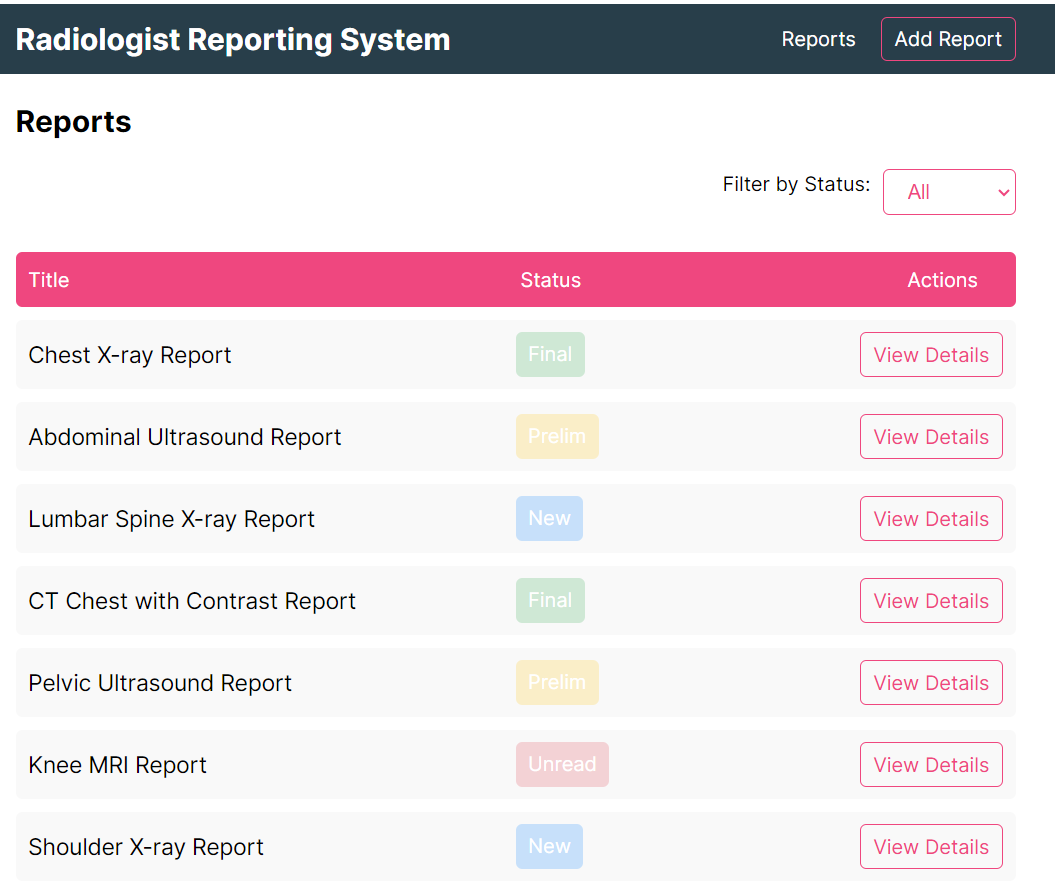 Radiologist Reporting System Reports Add Report
Reports
Filter by Status: All
Title Status Actions
Chest X-ray Report Final View Details
Abdominal Ultrasound Report Prelim View Details
Lumbar Spine X-ray Report New View Details
CT Chest with Contrast Report Final View Details
Pelvic Ultrasound Report Prelim View Details
Knee MRI Report Unread View Details
Shoulder X-ray Report New View Details